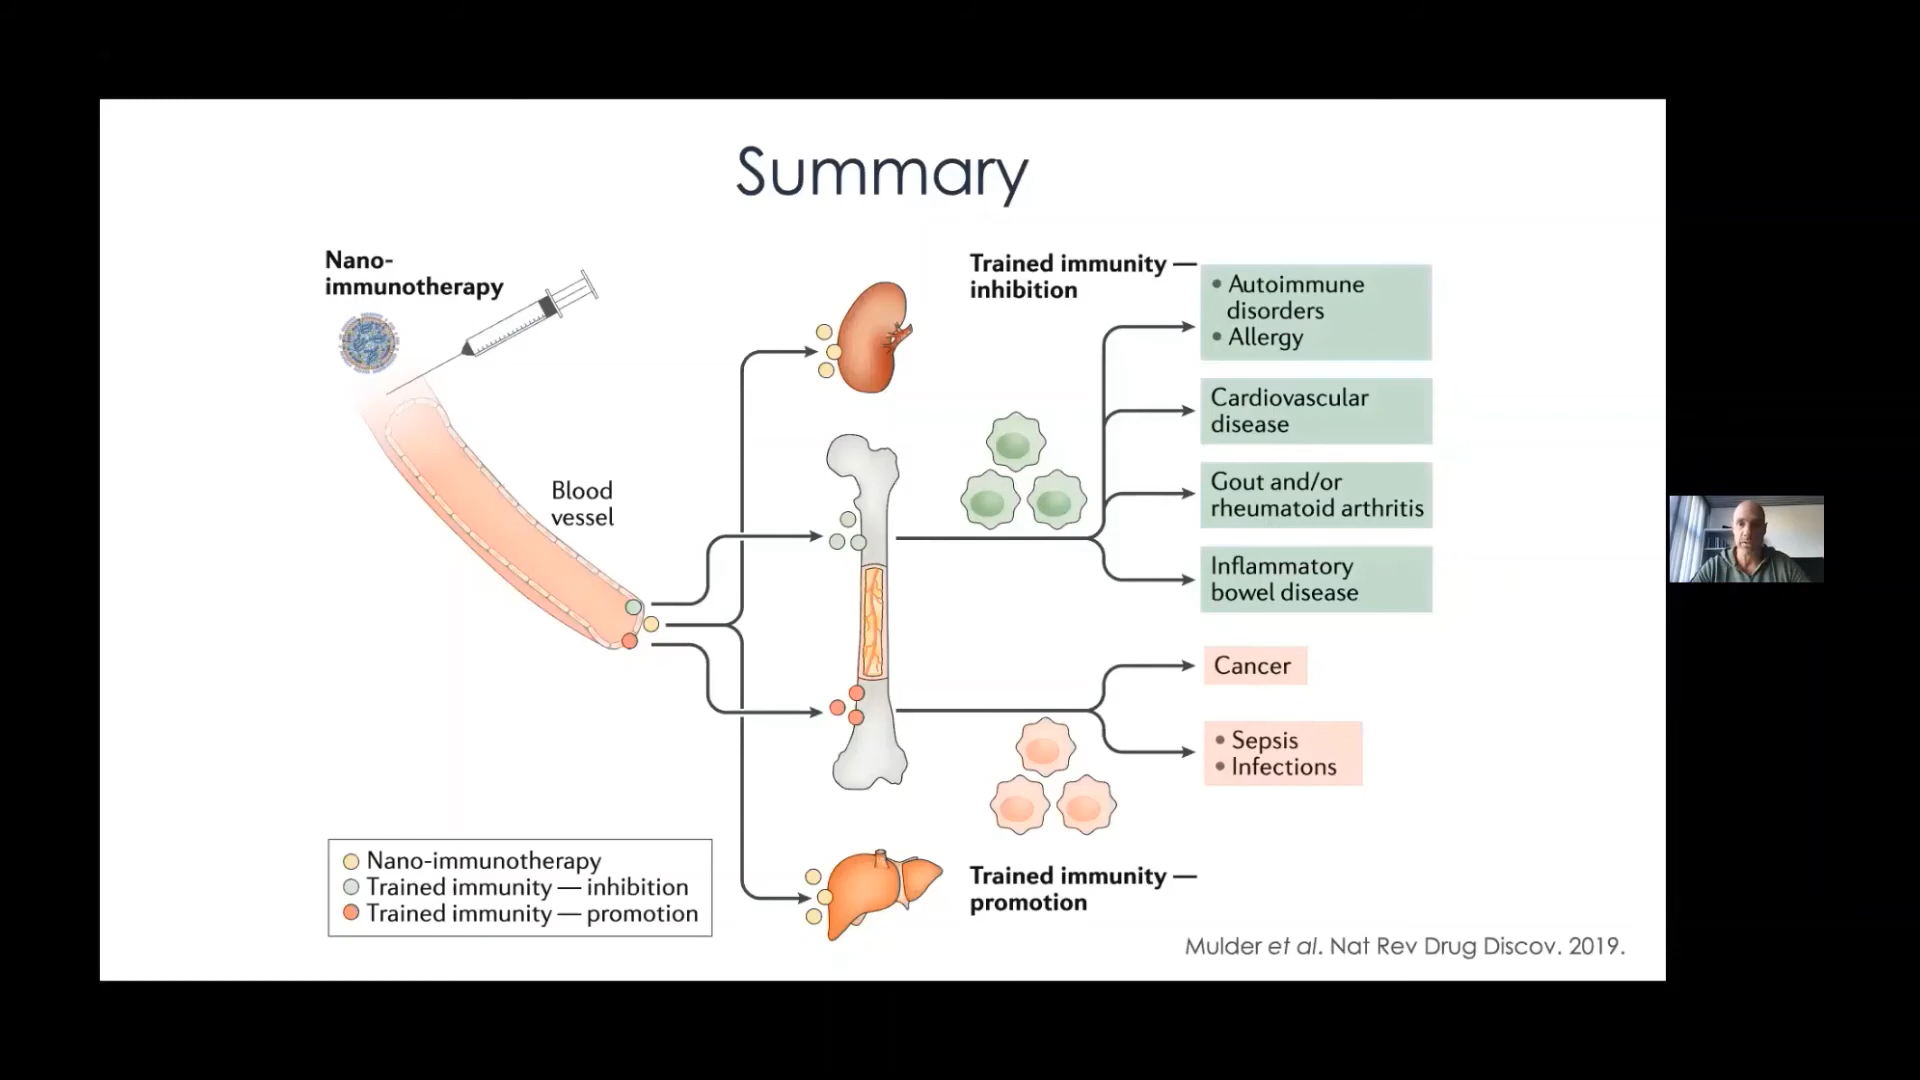 Summary
Nano-
immunotherapy
Blood
vessel
Trained immunity —
inhibition
• Autoimmune
disorders
• Allergy
Cardiovascular
disease
Gout and/or
rheumatoid arthritis
Inflammatory
bowel disease
Cancer
• Sepsis
• Infections
Trained immunity —
promotion
Nano-immunotherapy
Trained immunity — inhibition
Trained immunity — promotion
Mulder et al. Nat Rev Drug Discov. 2019.